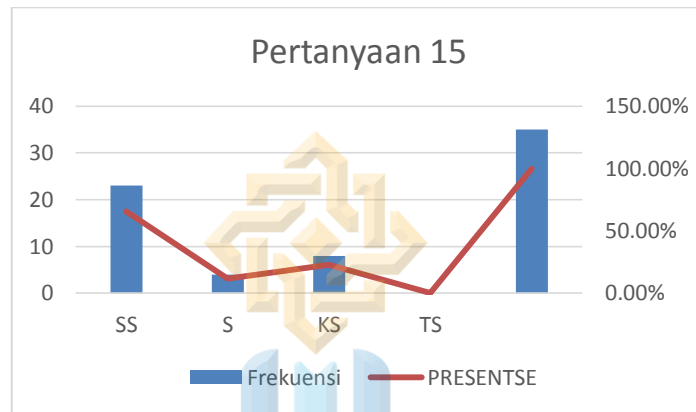 Pertanyaan 15
40 150.00%
30 100.00%
20 50.00%
10
0 0.00%
SS S KS TS
Frekuensi PRESENTSE